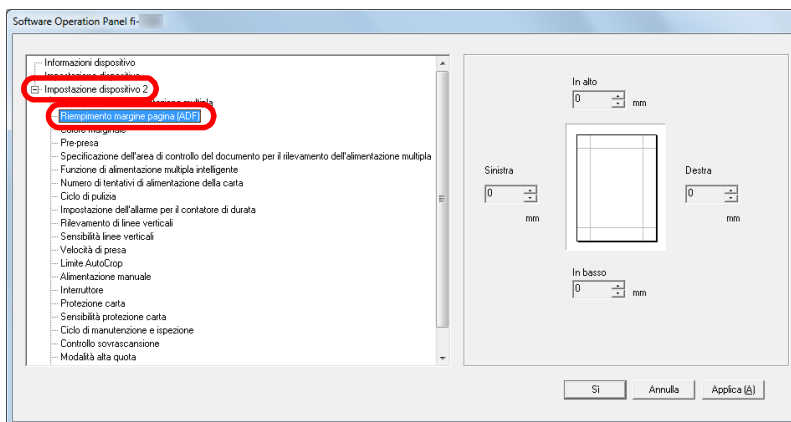 Software Operation Panel fi-
Informazioni dispositivo
Impostazione dispositivo
Impostazione dispositivo 2
multipla
Riempimento margine pagina (ADF)
Colore marginale
Pre-presa
Specificazione dell'area di controllo del documento per il rilevamento dell'alimentazione multipla
Funzione di alimentazione multipla intelligente
Numero di tentativi di alimentazione della carta
Ciclo di pulizia
Impostazione dell'allarme per il contatore di durata
Rilevamento di linee verticali
Sensibilità linee verticali
Velocità di presa
Limite AutoCrop
Alimentazione manuale
Interruttore
Protezione carta
Sensibilità protezione carta
Ciclo di manutenzione e ispezione
Controllo sovrascansione
Modalità alta quota
In alto
0 mm
Sinistra
0
mm
Destra
0
mm
In basso
0 mm
Sì
Annulla
Applica (A)